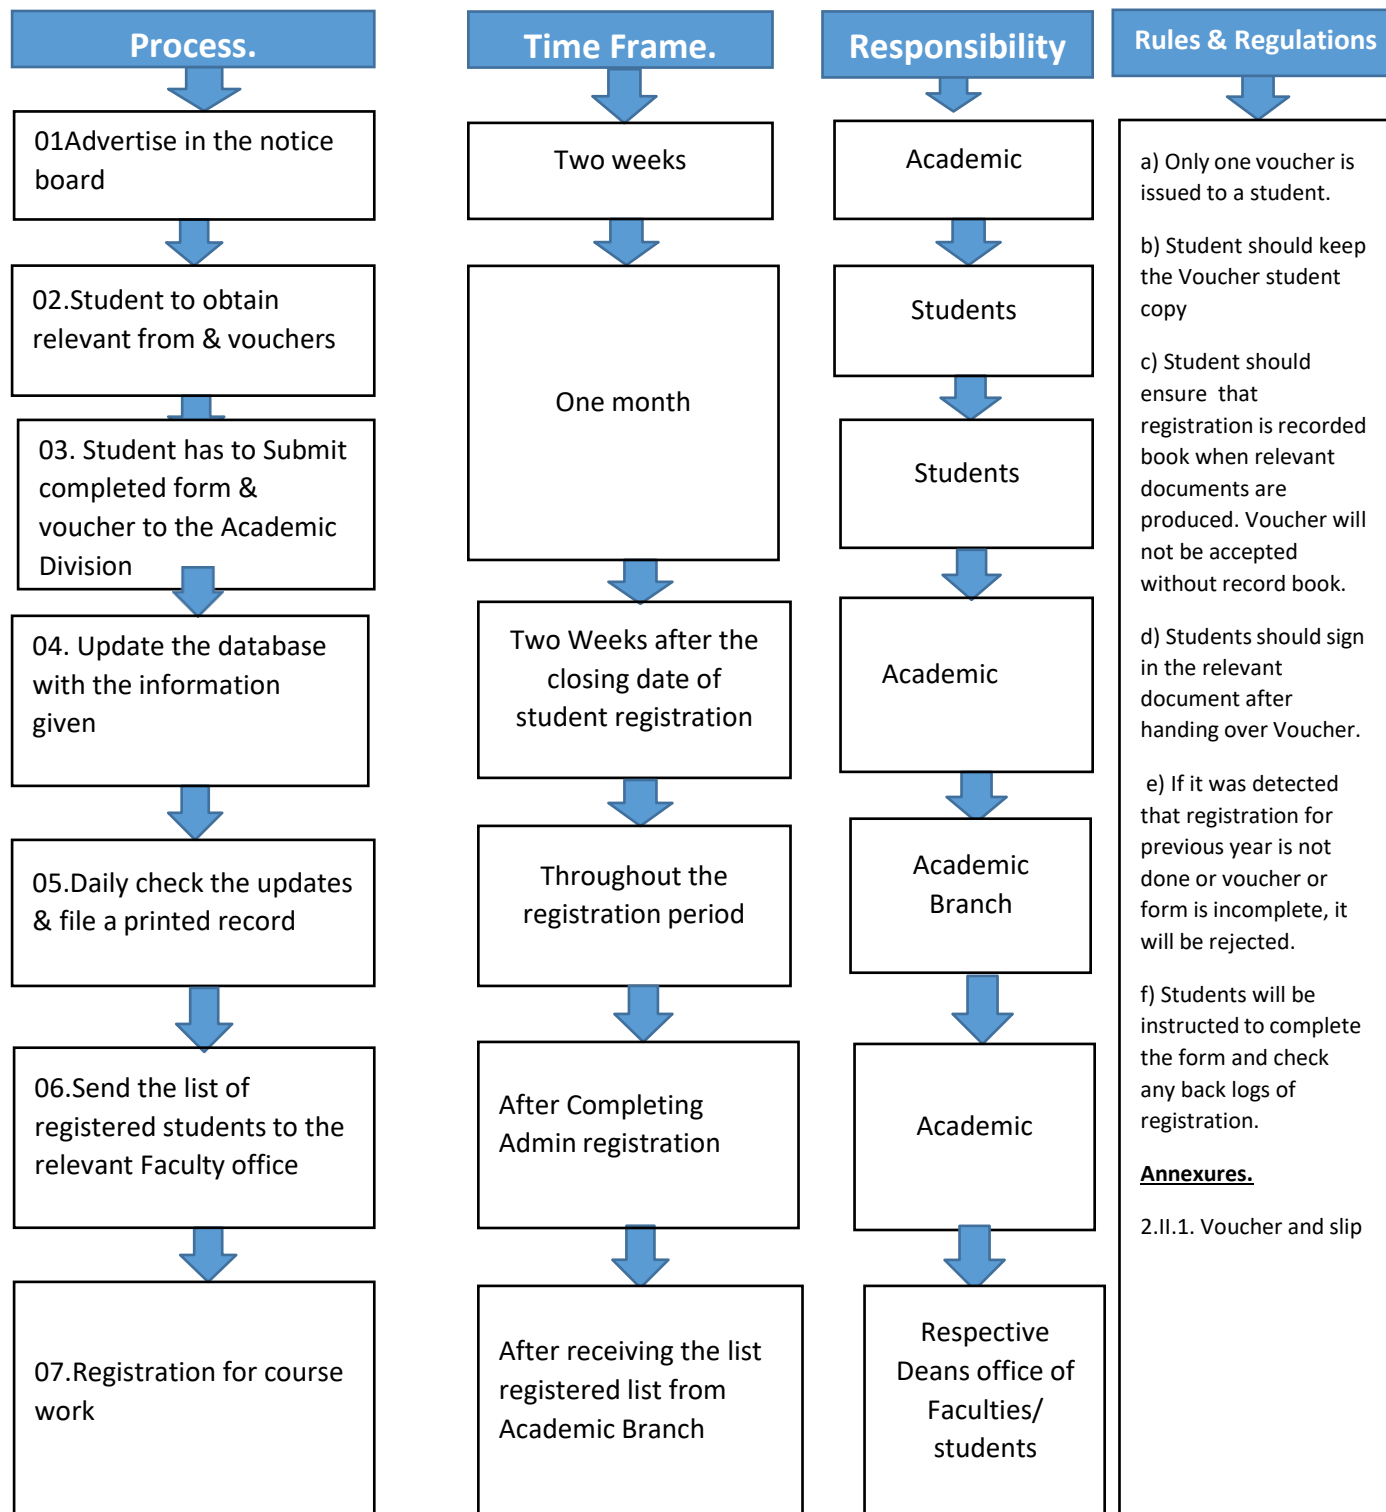 Process.
01Advertise in the notice
board
02.Student to obtain
relevant from & vouchers
03. Student has to Submit
completed form &
voucher to the Academic
Division
04. Update the database
with the information
given
05.Daily check the updates
& file a printed record
06.Send the list of
registered students to the
relevant Faculty office
07.Registration for course
work
Time Frame.
Two weeks
One month
Two Weeks after the
closing date of
student registration
Throughout the
registration period
After Completing
Admin registration
After receiving the list
registered list from
Academic Branch
Responsibility
Academic
Students
Students
Academic
Academic
Branch
Academic
Respective
Deans office of
Faculties/
students
Rules & Regulations
a) Only one voucher is
issued to a student.
b) Student should keep
the Voucher student
copy
c) Student should
ensure that
registration is recorded
book when relevant
documents are
produced. Voucher will
not be accepted
without record book.
d) Students should sign
in the relevant
document after
handing over Voucher.
e) If it was detected
that registration for
previous year is not
done or voucher or
form is incomplete, it
will be rejected.
f) Students will be
instructed to complete
the form and check
any back logs of
registration.
Annexures.
2.II.1. Voucher and slip